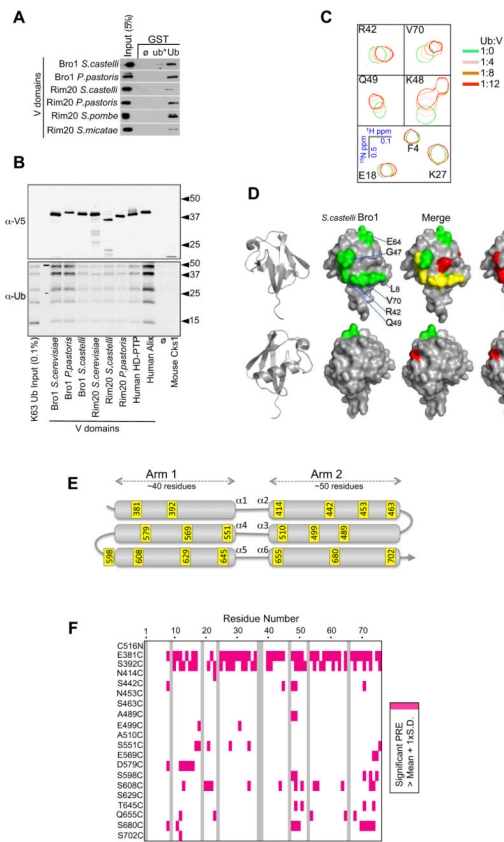 A
Input (5%)
GST
ø ub* Ub
V domains
Bro1 S.castelli
Bro1 P.pastoris
Rim20 S.castelli
Rim20 P.pastoris
Rim20 S.pombe
Rim20 S.micatae
B
α-V5
50
37
25
α-Ub
50
37
25
15
K63 Ub Input (0.1%)
Bro1 S.cerevisiae
Bro1 P.pastoris
Bro1 S.castelli
Rim20 S.cerevisiae
Rim20 S.castelli
Rim20 P.pastoris
Human HD-PTP
Human Alix
ø
Mouse Cks1
V domains
C
R42
V70
Q49
K48
¹H ppm
0.1
¹⁵N ppm
0.5
F4
E18
K27
Ub:V
1:0
1:4
1:8
1:12
D
S.castelli Bro1
Merge
E64
G47
L8
V70
R42
Q49
E
Arm 1
~40 residues
Arm 2
~50 residues
α1 α2
381 392 414 442 453 463
α4 α3
579 569 551 510 499 489
α5 α6
598 608 629 645 655 680 702
F
Residue Number
1 10 20 30 40 50 60 70
C516N
E381C
S392C
N414C
S442C
N453C
S463C
A489C
E499C
A510C
S551C
E569C
D579C
S598C
S608C
S629C
T645C
Q655C
S680C
S702C
Significant PRE
> Mean + 1xS.D.